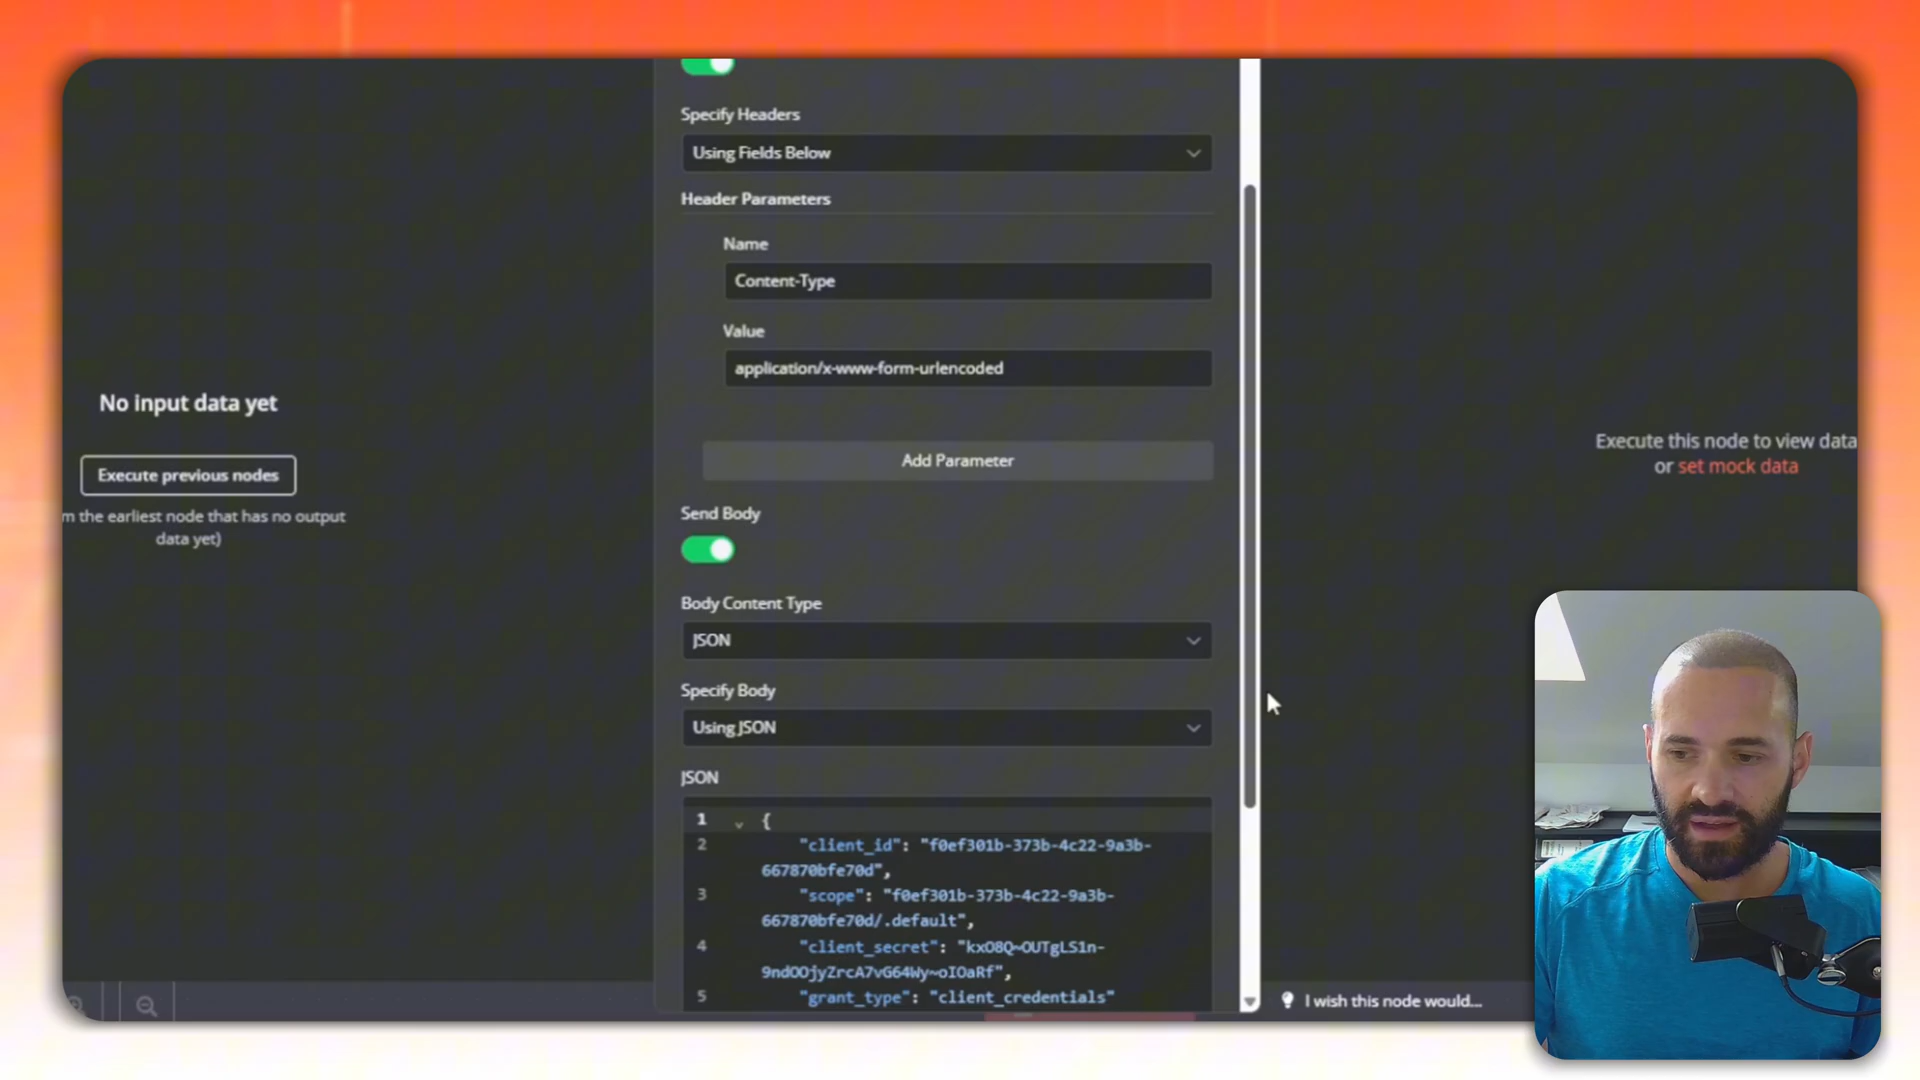 Specify Headers
Using Fields Below
Header Parameters
Name
Content-Type
Value
application/x-www-form-urlencoded
Add Parameter
Send Body
Body Content Type
JSON
Specify Body
Using JSON
JSON
1 {
2 "client_id": "f0ef301b-373b-4c22-9a3b-
667870bfe70d",
3 "scope": "f0ef301b-373b-4c22-9a3b-
667870bfe70d/.default",
4 "client_secret": "kxO8Q~OUTgLS1n-
9ndOOjyZrcA7vG64Wy~oIOaRf",
5 "grant_type": "client_credentials"
No input data yet
Execute previous nodes
m the earliest node that has no output
data yet)
Execute this node to view data
or set mock data
I wish this node would...